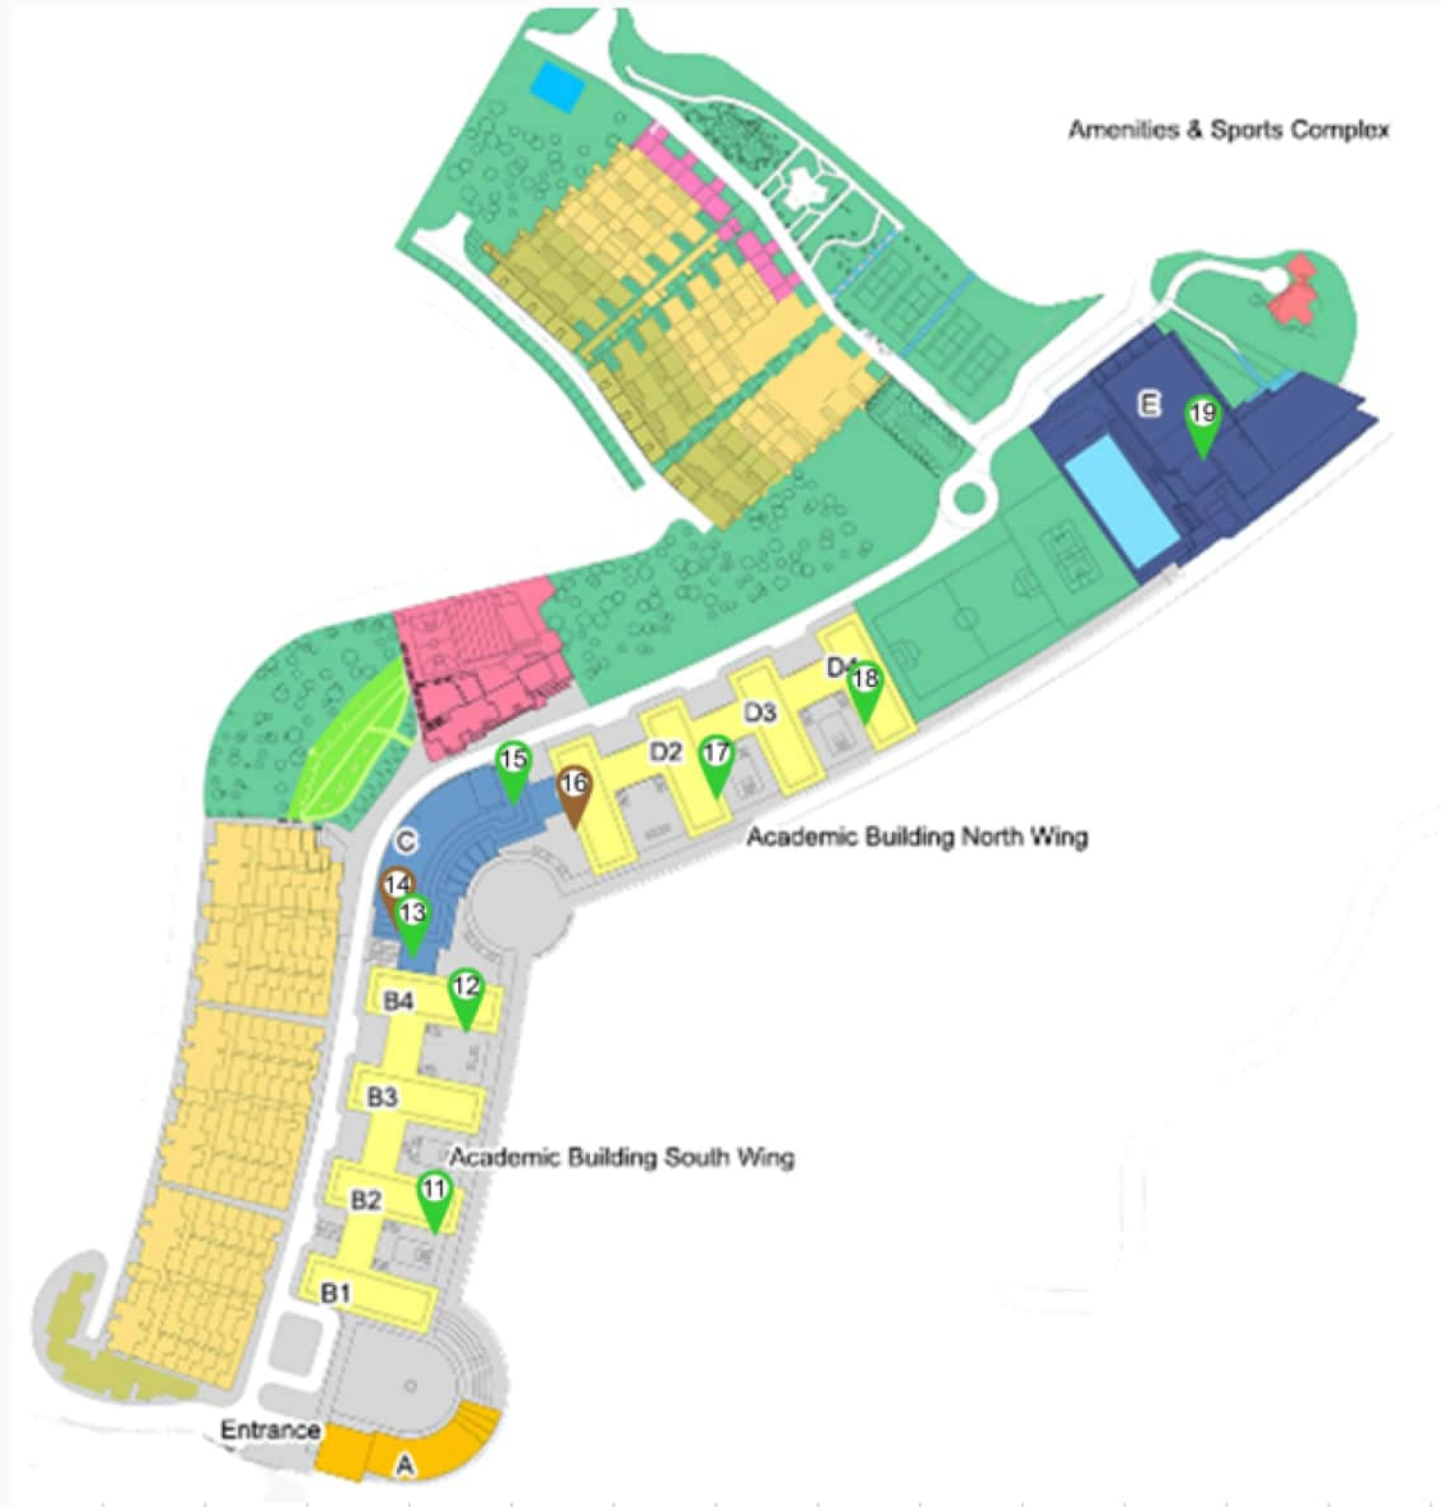 Amenities & Sports Complex
E
19
D4
18
D3
D2
17
15
16
Academic Building North Wing
C
14
13
12
B4
B3
Academic Building South Wing
11
B2
B1
Entrance
A